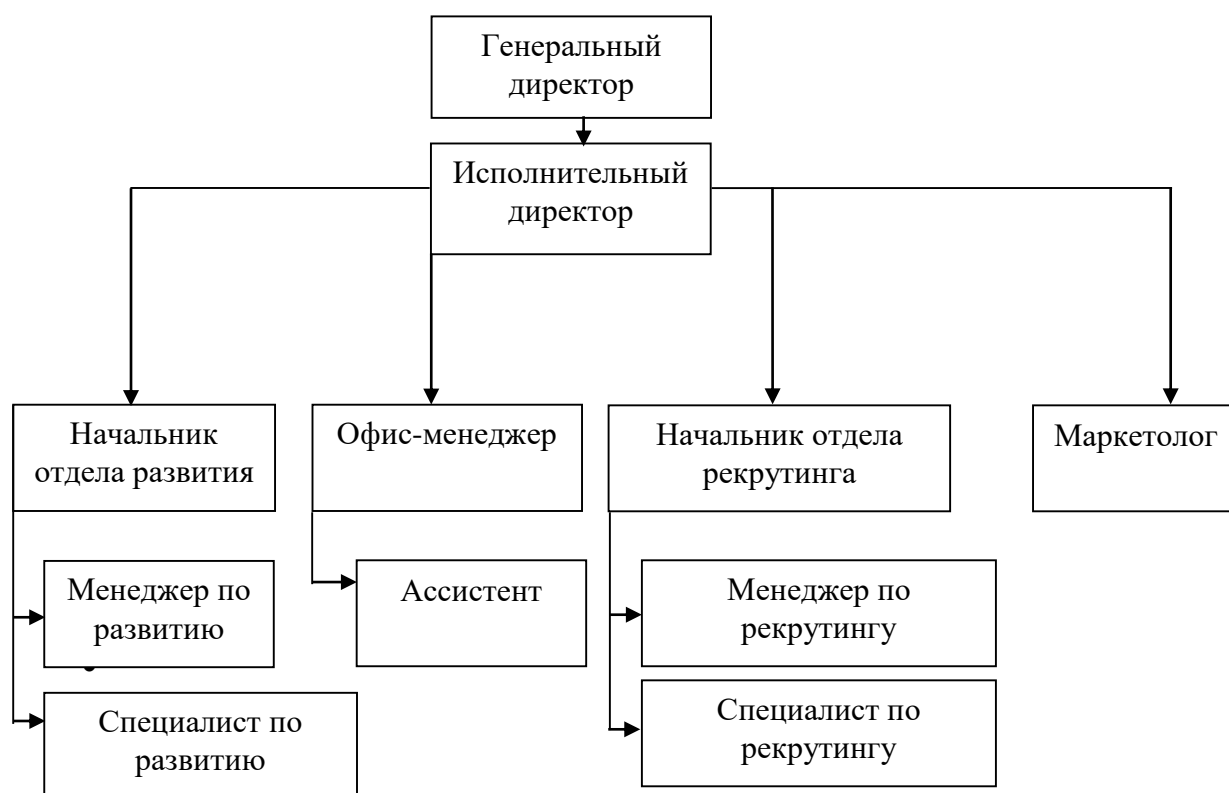 Генеральный
директор
Исполнительный
директор
Начальник
отдела развития
Офис-менеджер
Начальник отдела
рекрутинга
Маркетолог
Менеджер по
развитию
Ассистент
Менеджер по
рекрутингу
Специалист по
развитию
Специалист по
рекрутингу